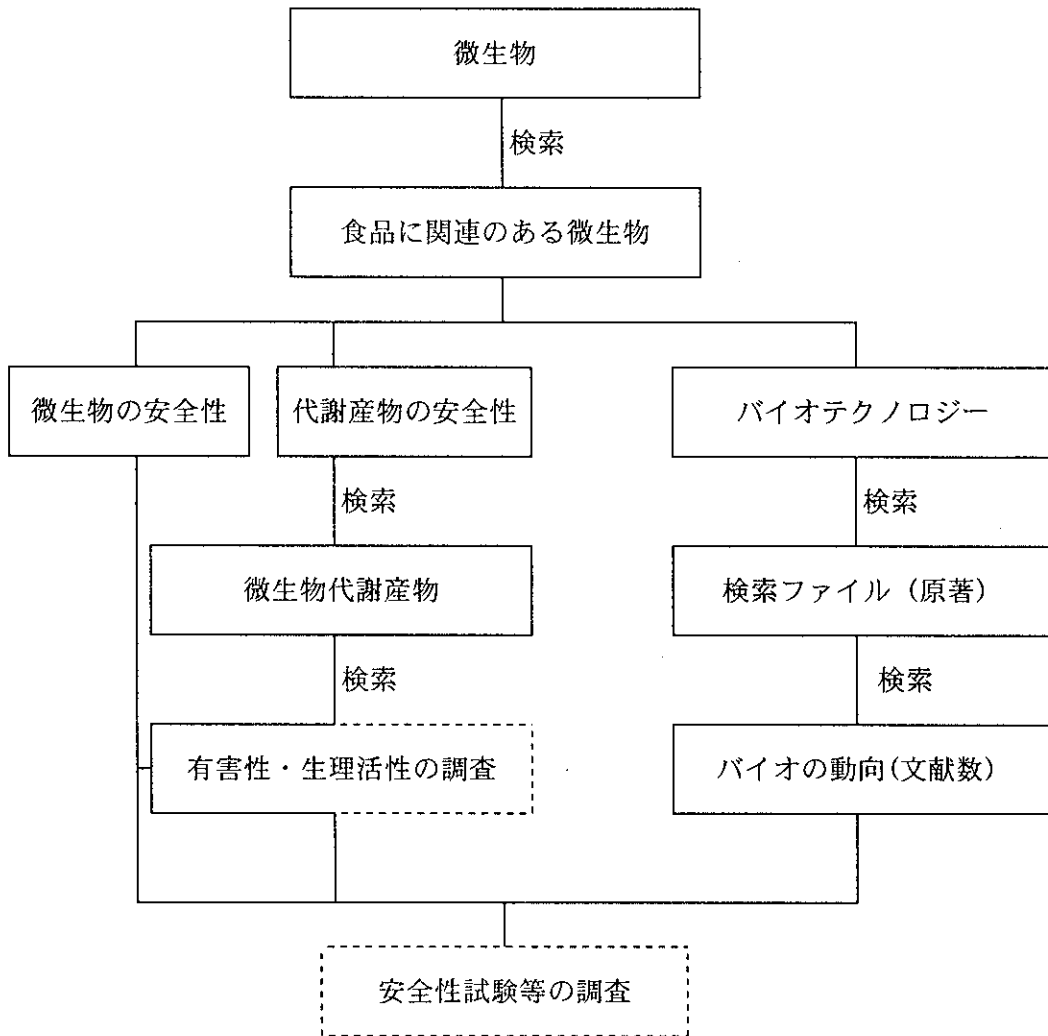 微生物
検索
食品に関連のある微生物
微生物の安全性
代謝産物の安全性
バイオテクノロジー
検索
検索
微生物代謝産物
検索ファイル（原著）
検索
検索
有害性・生理活性の調査
バイオの動向(文献数)
安全性試験等の調査